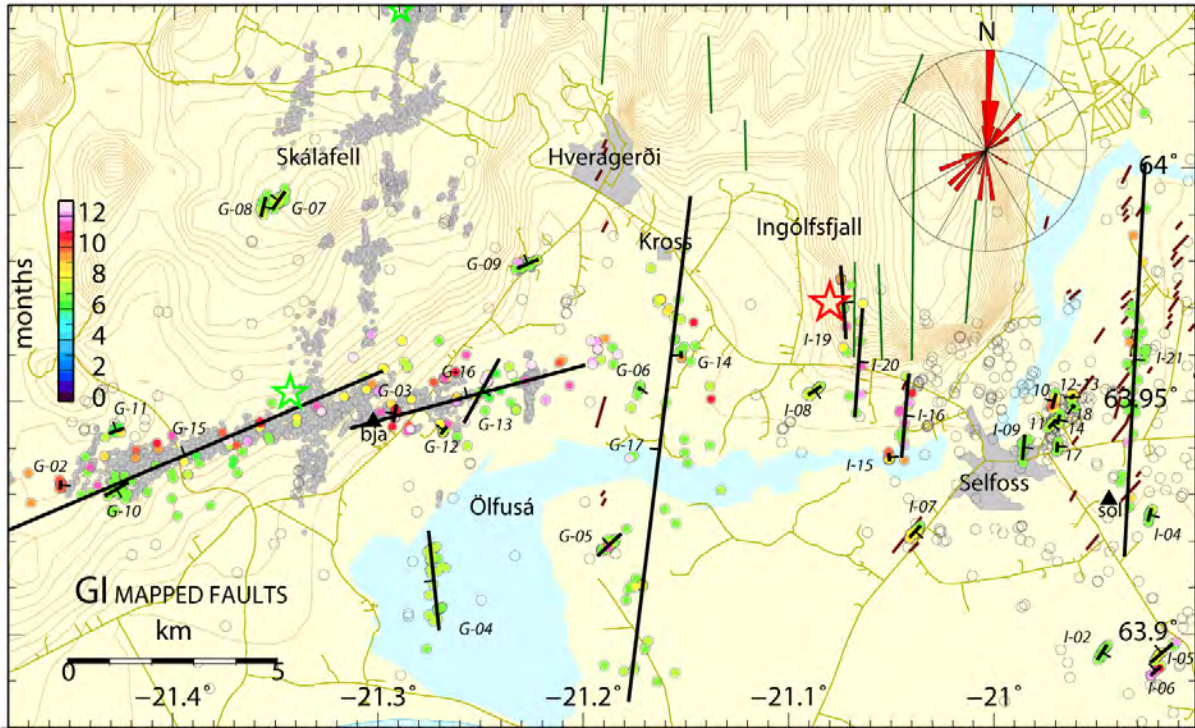 N
Skálafell
Hveragerði
64°
12
10
8
6
4
2
0
months
G-08
G-07
Kross
Ingólfsfjall
G-09
I-19
I-21
G-14
G-16
G-03
G-06
I-20
G-11
G-15
bja
G-13
G-12
I-08
I-16
10
12-13
63.95°
18
11
14
I-09
17
G-17
G-02
I-15
G-10
Selfoss
Ölfusá
sol
I-04
I-07
G-05
GI MAPPED FAULTS
km
0
5
G-04
I-02
63.9°
I-05
I-06
−21.4°
−21.3°
−21.2°
−21.1°
−21°